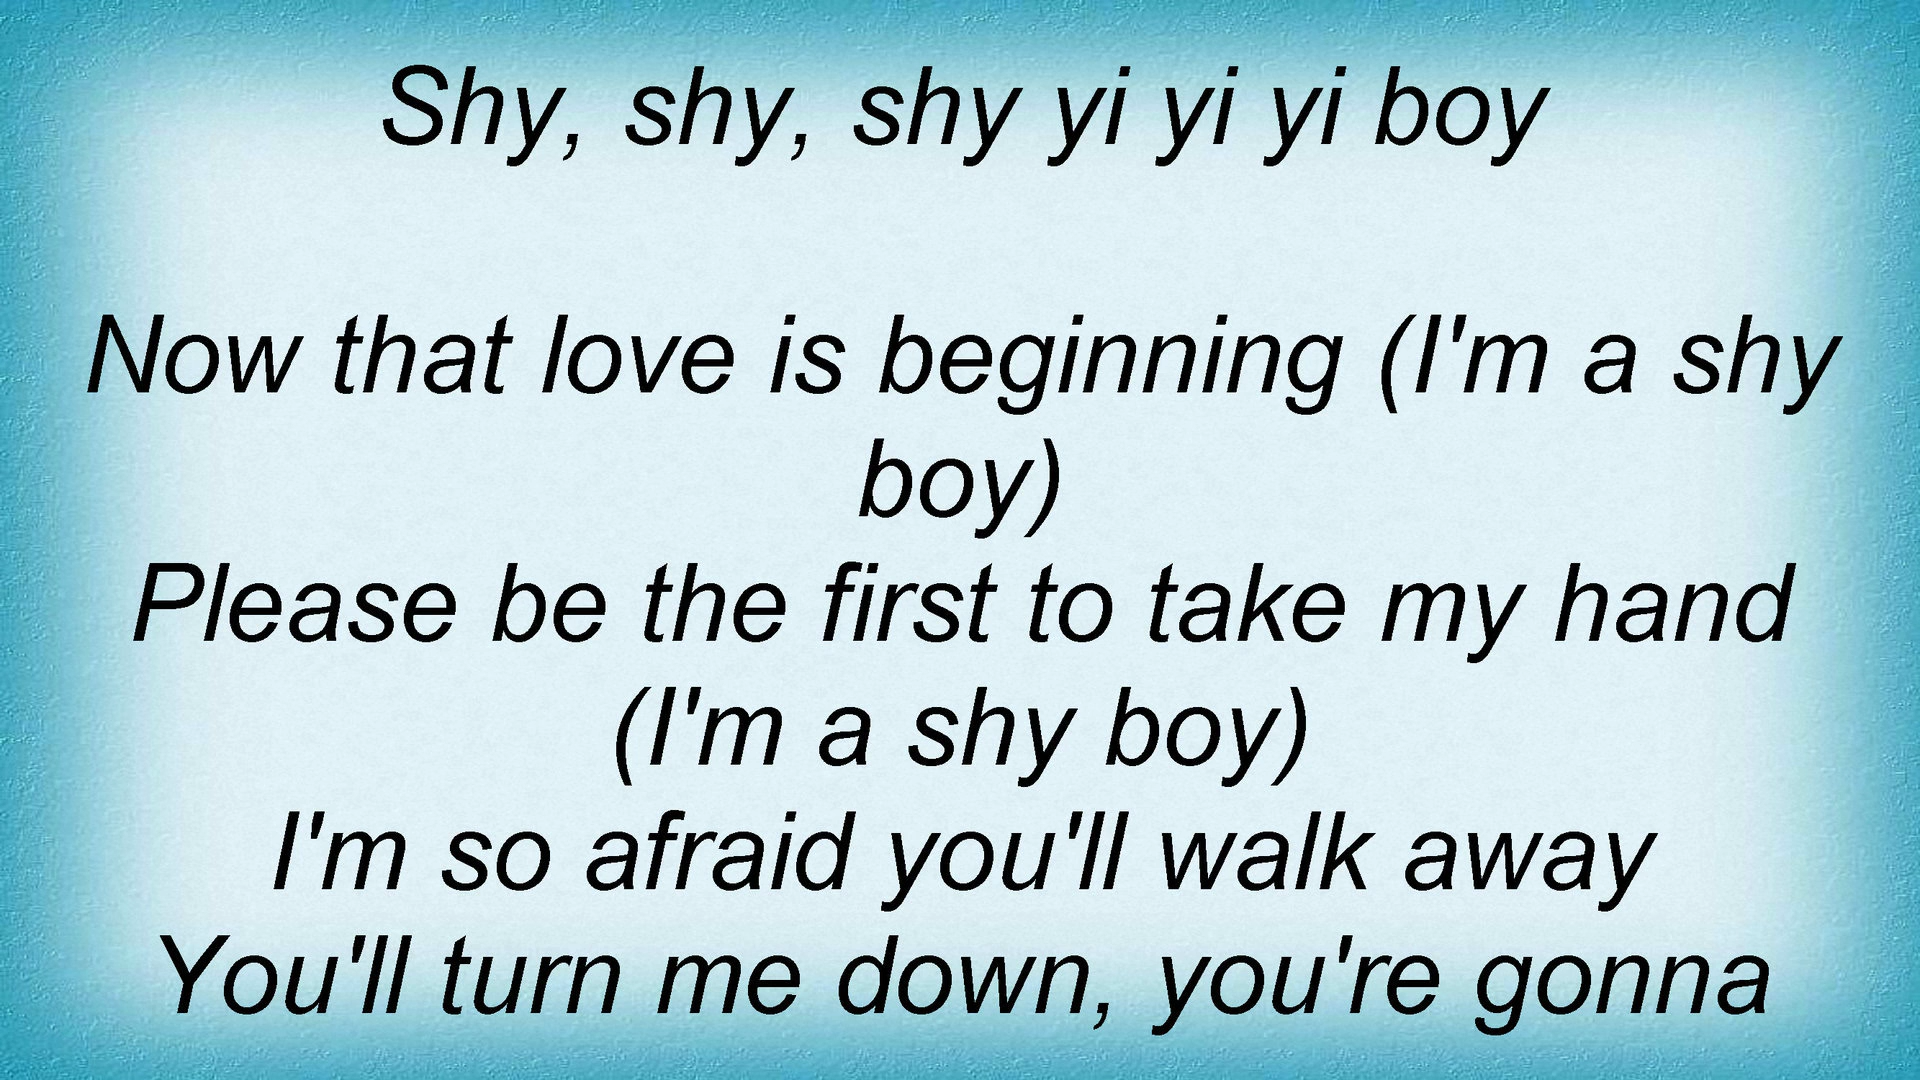 Shy, shy, shy yi yi yi boy
Now that love is beginning (I'm a shy
boy)
Please be the first to take my hand
(I'm a shy boy)
I'm so afraid you'll walk away
You'll turn me down, you're gonna